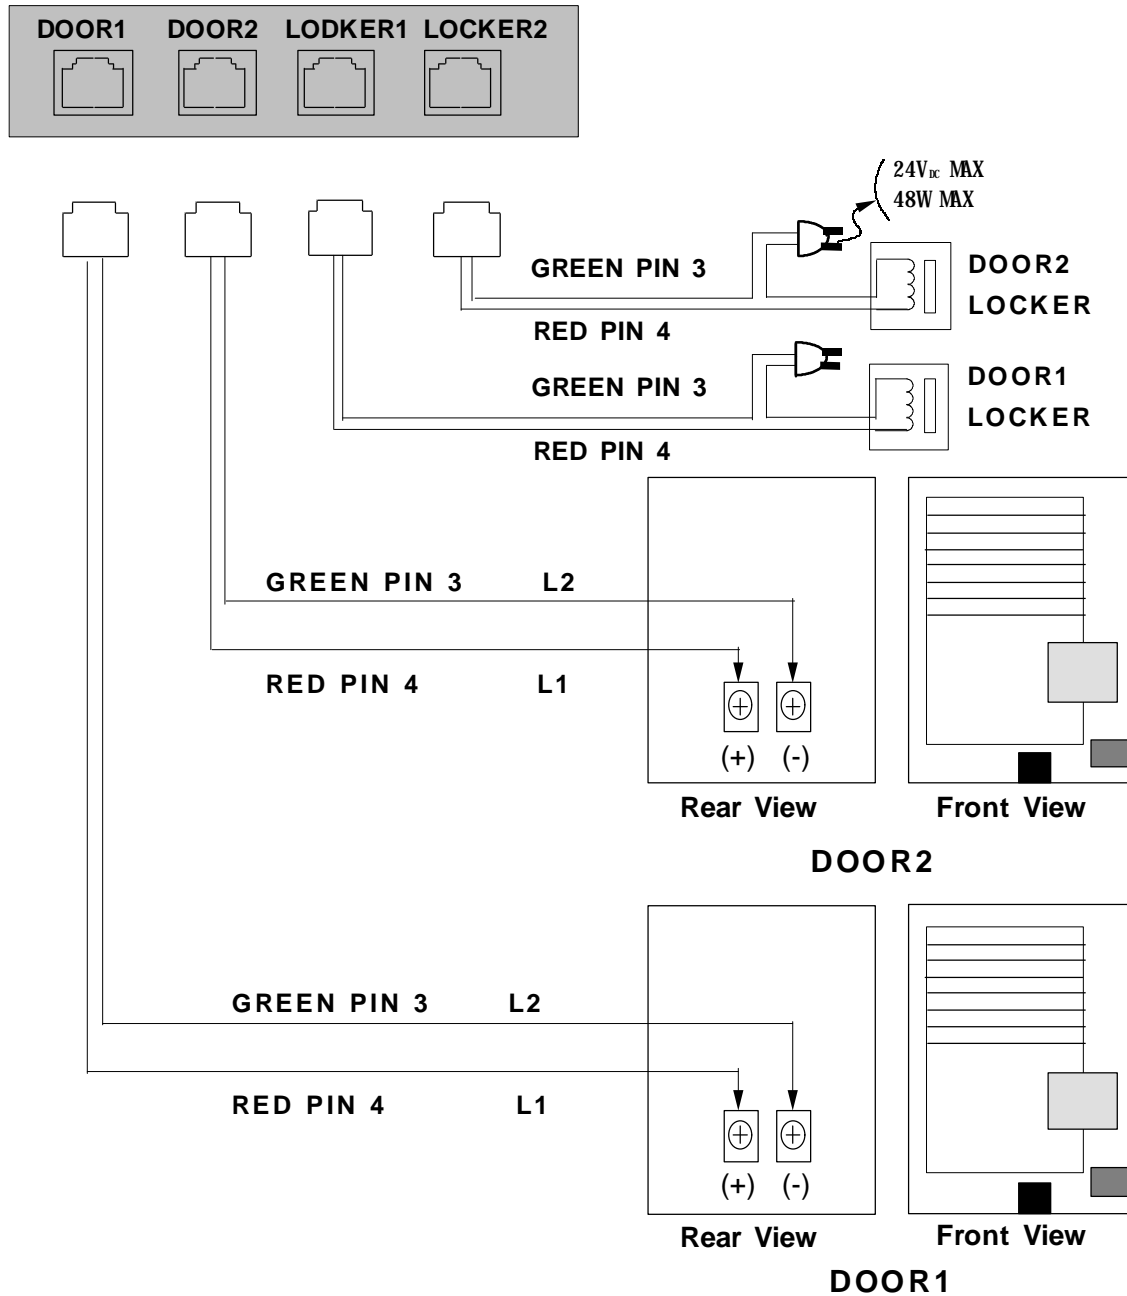 DOOR1 DOOR2 LODKER1 LOCKER2
24VDC MAX
48W MAX
GREEN PIN 3
DOOR2
LOCKER
RED PIN 4
GREEN PIN 3
DOOR1
LOCKER
RED PIN 4
GREEN PIN 3 L2
RED PIN 4 L1
(+) (-)
Rear View Front View
DOOR2
GREEN PIN 3 L2
RED PIN 4 L1
(+) (-)
Rear View Front View
DOOR1